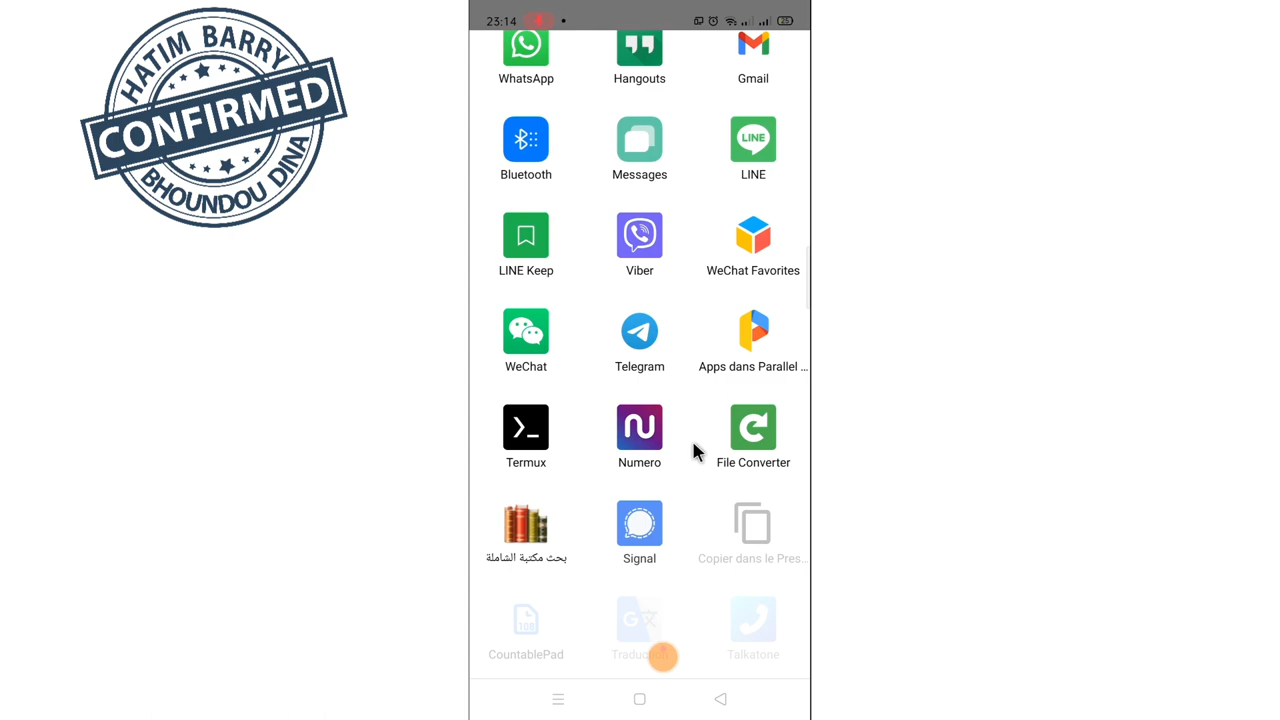 HATIM BARRY
CONFIRMED
BHOUNDOU DINA
23:14
25
WhatsApp
Hangouts
Gmail
LINE
Bluetooth
Messages
LINE
LINE Keep
Viber
WeChat Favorites
WeChat
Telegram
Apps dans Parallel ...
Termux
Numero
File Converter
بحث مكتبة الشاملة
Signal
Copier dans le Pres...
108
CountablePad
Talkatone